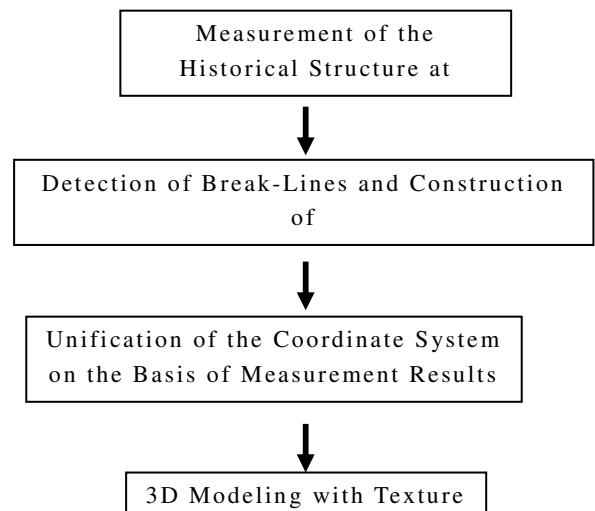 Measurement of the
Historical Structure at
Detection of Break-Lines and Construction
of
Unification of the Coordinate System
on the Basis of Measurement Results
3D Modeling with Texture